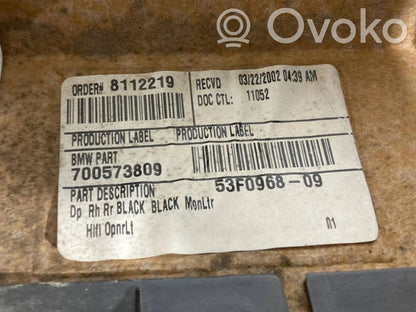 Ovoko
ORDER# 8112219
RECVD 03/22/2002 04:39 AM
DOC CTL: 11052
PRODUCTION LABEL PRODUCTION LABEL
BMW PART
700573809
53F0968-09
PART DESCRIPTION
Dp Rh Rr BLACK BLACK MonLtr
Hifi OpnrLt
R1